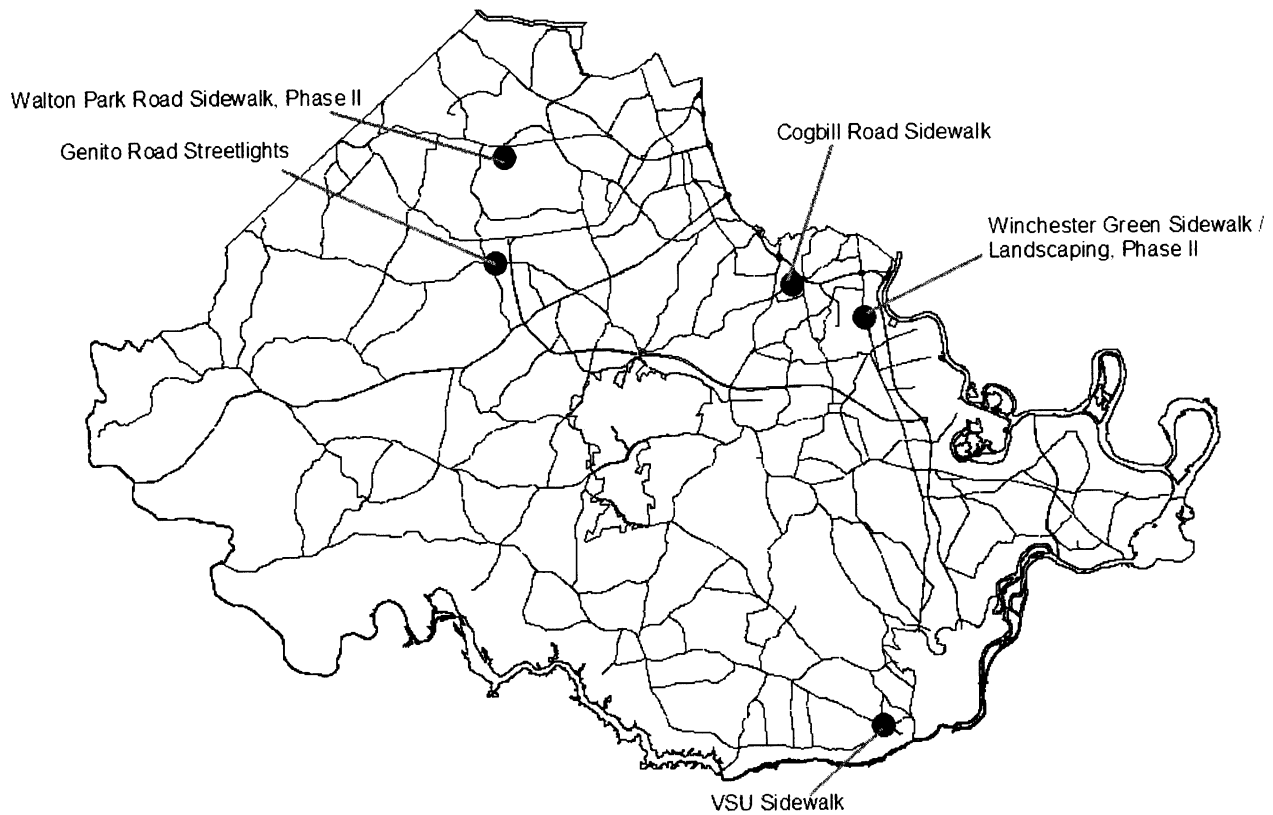 Walton Park Road Sidewalk, Phase II
Genito Road Streetlights
Cogbill Road Sidewalk
Winchester Green Sidewalk /
Landscaping, Phase II
VSU Sidewalk